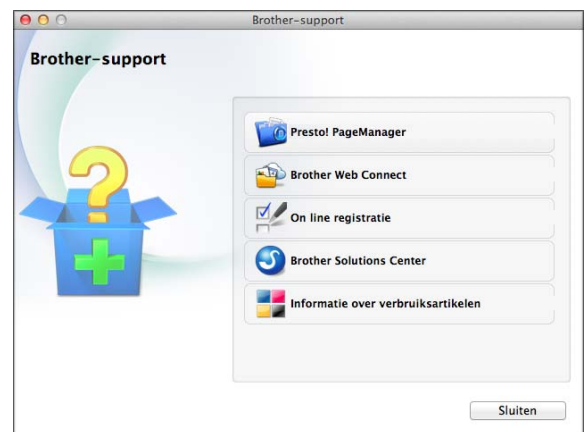 Brother-support
Brother-support
Presto! PageManager
Brother Web Connect
On line registratie
Brother Solutions Center
Informatie over verbruiksartikelen
Sluiten